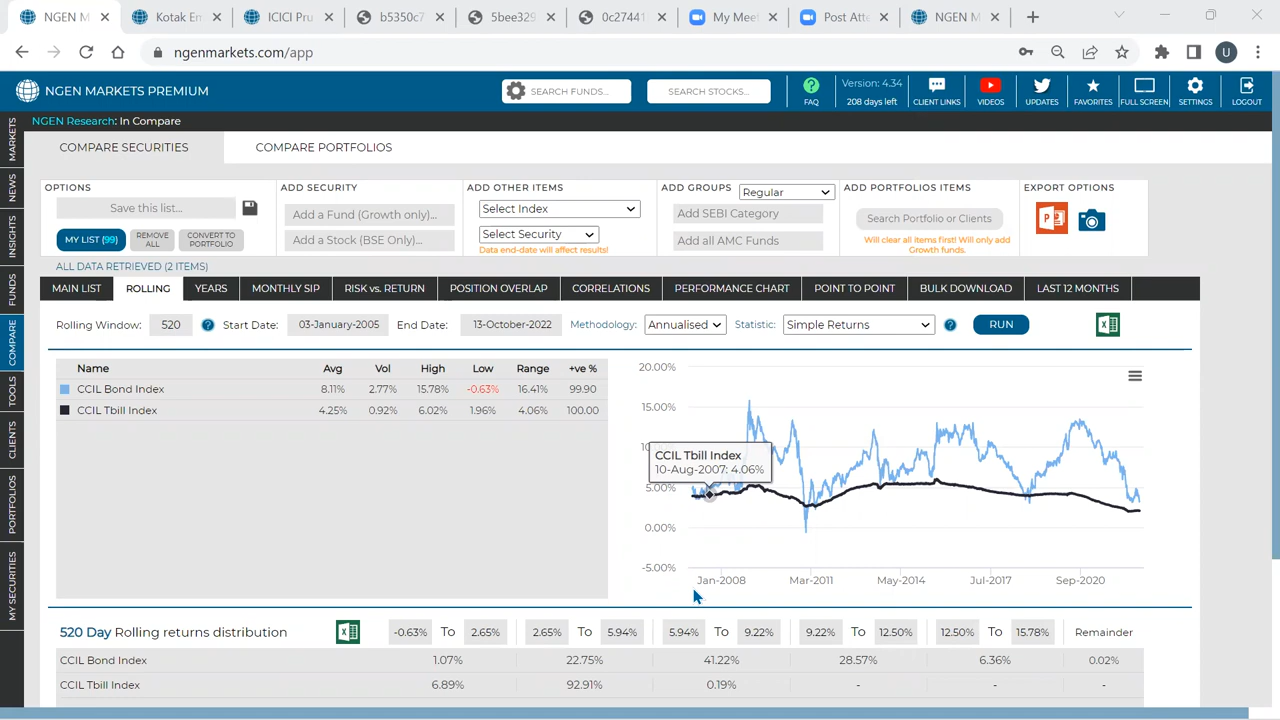 NGEN M
Kotak Em
ICICI Pru
b5350c7
5bee329
0c27441
My Mee
Post Atte
NGEN M
ngenmarkets.com/app
U
NGEN MARKETS PREMIUM
SEARCH FUNDS...
SEARCH STOCKS...
FAQ
Version: 4.34
208 days left
CLIENT LINKS
VIDEOS
UPDATES
FAVORITES
FULL SCREEN
SETTINGS
LOGOUT
NGEN Research: In Compare
MARKETS
NEWS
INSIGHTS
FUNDS
COMPARE
TOOLS
CLIENTS
PORTFOLIOS
MY SECURITIES
COMPARE SECURITIES
COMPARE PORTFOLIOS
OPTIONS
Save this list...
MY LIST (99)
REMOVE ALL
CONVERT TO PORTFOLIO
ADD SECURITY
Add a Fund (Growth only)...
Add a Stock (BSE Only)...
ADD OTHER ITEMS
Select Index
Select Security
Data end-date will affect results!
ADD GROUPS
Regular
Add SEBI Category
Add all AMC Funds
ADD PORTFOLIOS ITEMS
Search Portfolio or Clients
Will clear all items first! Will only add
Growth funds.
EXPORT OPTIONS
ALL DATA RETRIEVED (2 ITEMS)
MAIN LIST
ROLLING
YEARS
MONTHLY SIP
RISK vs. RETURN
POSITION OVERLAP
CORRELATIONS
PERFORMANCE CHART
POINT TO POINT
BULK DOWNLOAD
LAST 12 MONTHS
Rolling Window: 520 ? Start Date: 03-January-2005 End Date: 13-October-2022 Methodology: Annualised Statistic: Simple Returns ? RUN
Name Avg Vol High Low Range +ve %
CCIL Bond Index 8.11% 2.77% 15.78% -0.63% 16.41% 99.90
CCIL Tbill Index 4.25% 0.92% 6.02% 1.96% 4.06% 100.00
20.00%
15.00%
5.00%
0.00%
-5.00%
CCIL Tbill Index
10-Aug-2007: 4.06%
Jan-2008
Mar-2011
May-2014
Jul-2017
Sep-2020
520 Day Rolling returns distribution -0.63% To 2.65% 2.65% To 5.94% 5.94% To 9.22% 9.22% To 12.50% 12.50% To 15.78% Remainder
CCIL Bond Index 1.07% 22.75% 41.22% 28.57% 6.36% 0.02%
CCIL Tbill Index 6.89% 92.91% 0.19% - - -